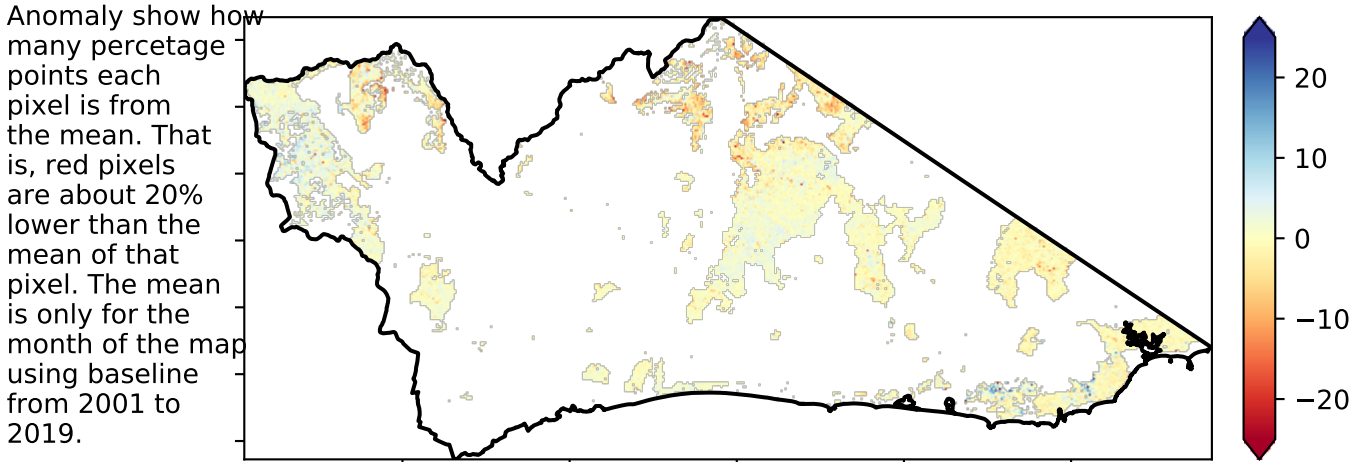 Anomaly show how
many percetage
points each
pixel is from
the mean. That
is, red pixels
are about 20%
lower than the
mean of that
pixel. The mean
is only for the
month of the map
using baseline
from 2001 to
2019.
20
10
0
−10
−20